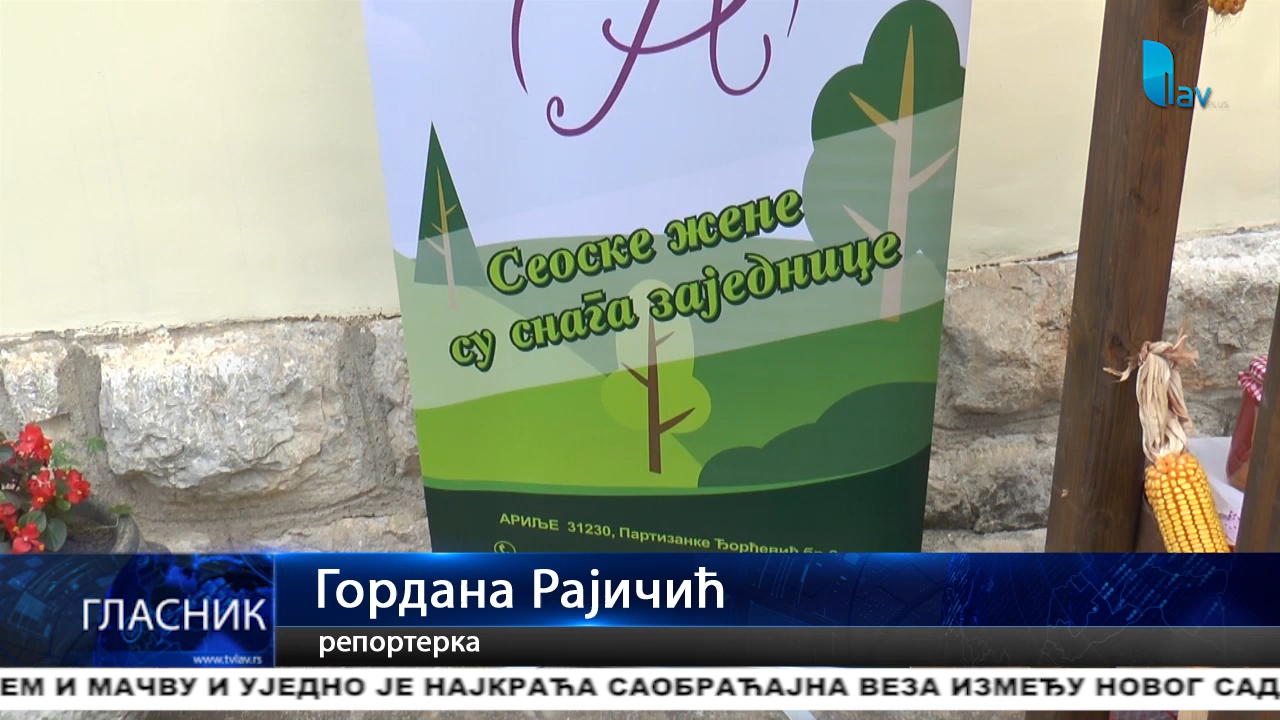 lav
PLUS
Сеоске жене
су снага заједнице
АРИЉЕ 31230, Партизанке Ђорђевић бр.
ГЛАСНИК
www.tvlav.rs
Гордана Рајичић
репортерка
ЕМ И МАЧВУ И УЈЕДНО ЈЕ НАЈКРАЋА САОБРАЋАЈНА ВЕЗА ИЗМЕЂУ НОВОГ САД